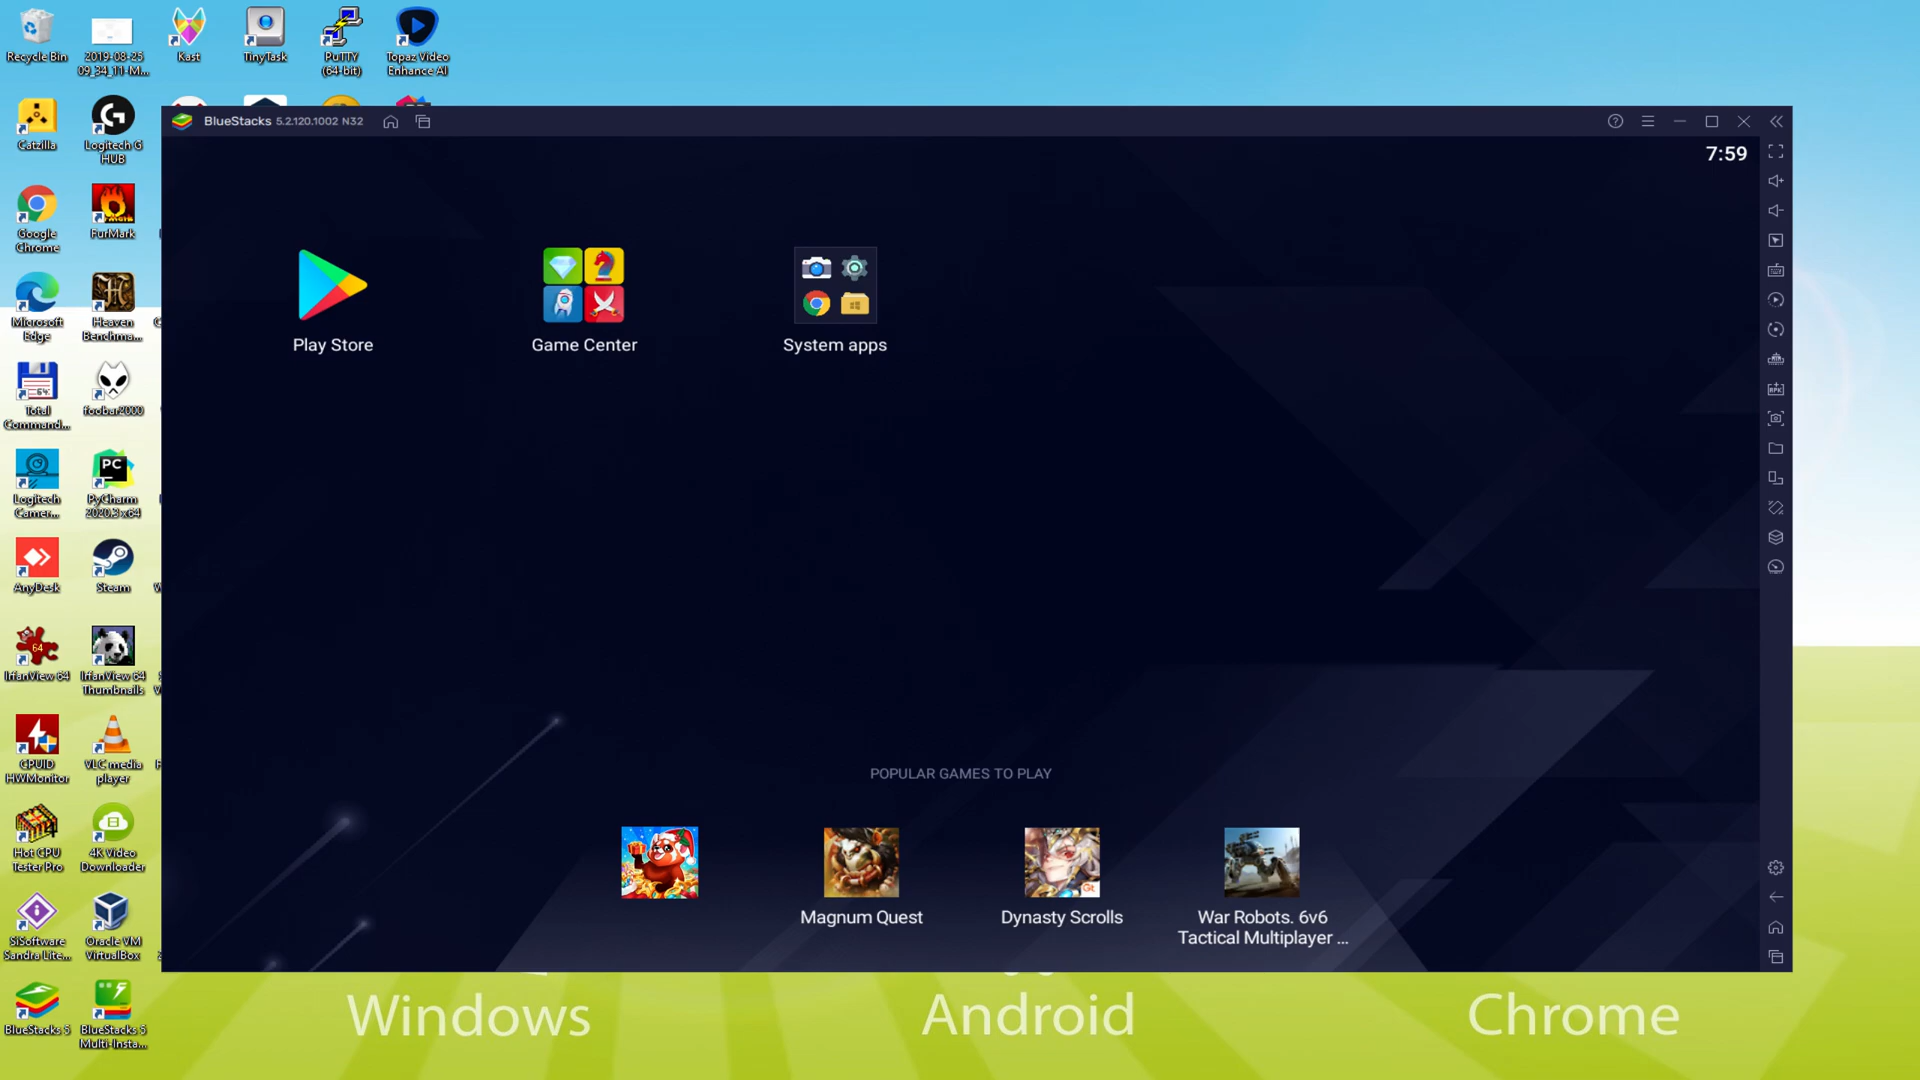 Recycle Bin
2019-08-25
09_34_11-M...
Kast
TinyTask
PuTTY
(64-bit)
Topaz Video
Enhance AI
Catzilla
Logitech G
HUB
Google
Chrome
FurMark
Microsoft
Edge
Heaven
Benchma...
64
Total
Command...
foobar2000
Logitech
Camer...
PC
PyCharm
2020.3 x64
AnyDesk
Steam
64
IrfanView 64
IrfanView 64
Thumbnails
CPUID
HWMonitor
VLC media
player
4
Hot CPU
Tester Pro
4K Video
Downloader
SiSoftware
Sandra Lite...
Oracle VM
VirtualBox
BlueStacks 5
BlueStacks 5
Multi-Insta...
BlueStacks 5.2.120.1002 N32
7:59
Play Store
Game Center
System apps
POPULAR GAMES TO PLAY
Magnum Quest
Dynasty Scrolls
War Robots. 6v6
Tactical Multiplayer ...
Windows
Android
Chrome